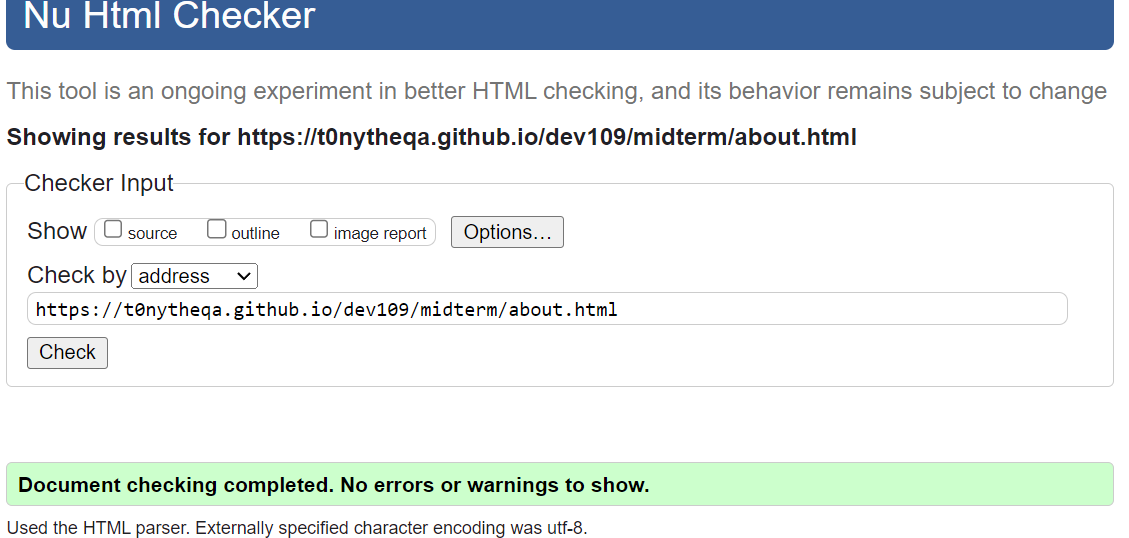 Nu Html Checker
This tool is an ongoing experiment in better HTML checking, and its behavior remains subject to change
Showing results for https://t0nytheqa.github.io/dev109/midterm/about.html
Checker Input
Show source outline image report Options...
Check by address
https://t0nytheqa.github.io/dev109/midterm/about.html
Check
Document checking completed. No errors or warnings to show.
Used the HTML parser. Externally specified character encoding was utf-8.